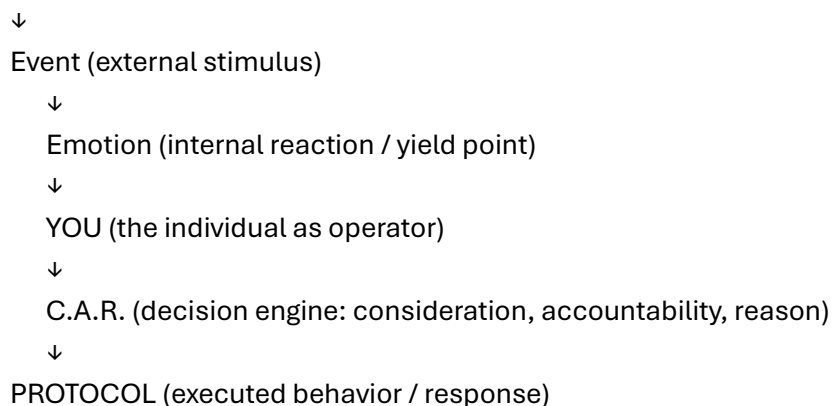 ↓
Event (external stimulus)
↓
Emotion (internal reaction / yield point)
↓
YOU (the individual as operator)
↓
C.A.R. (decision engine: consideration, accountability, reason)
↓
PROTOCOL (executed behavior / response)